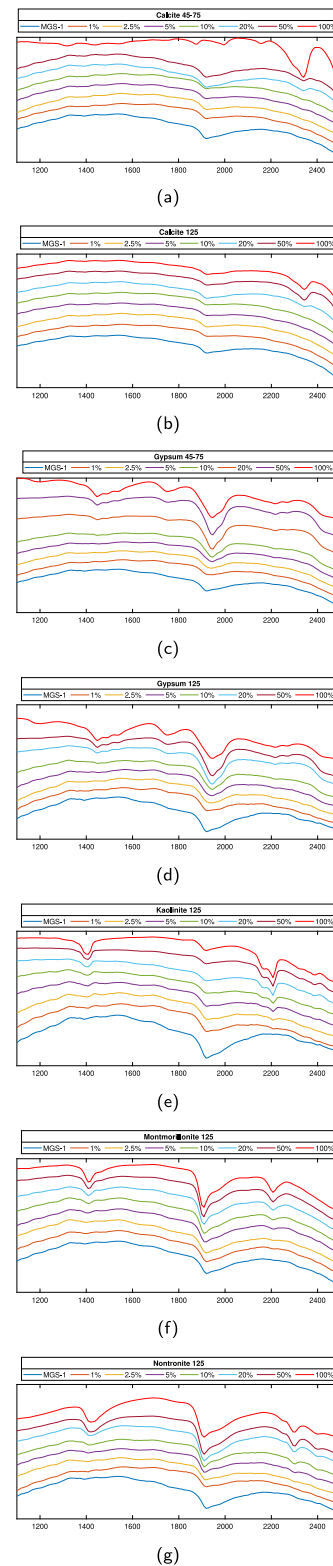 Calcite 45-75
MGS-1 1% 2.5% 5% 10% 20% 50% 100%
1200 1400 1600 1800 2000 2200 2400
(a)
Calcite 125
MGS-1 1% 2.5% 5% 10% 20% 50% 100%
1200 1400 1600 1800 2000 2200 2400
(b)
Gypsum 45-75
MGS-1 1% 2.5% 5% 10% 20% 50% 100%
1200 1400 1600 1800 2000 2200 2400
(c)
Gypsum 125
MGS-1 1% 2.5% 5% 10% 20% 50% 100%
1200 1400 1600 1800 2000 2200 2400
(d)
Kaolinite 125
MGS-1 1% 2.5% 5% 10% 20% 50% 100%
1200 1400 1600 1800 2000 2200 2400
(e)
Montmorillonite 125
MGS-1 1% 2.5% 5% 10% 20% 50% 100%
1200 1400 1600 1800 2000 2200 2400
(f)
Nontronite 125
MGS-1 1% 2.5% 5% 10% 20% 50% 100%
1200 1400 1600 1800 2000 2200 2400
(g)